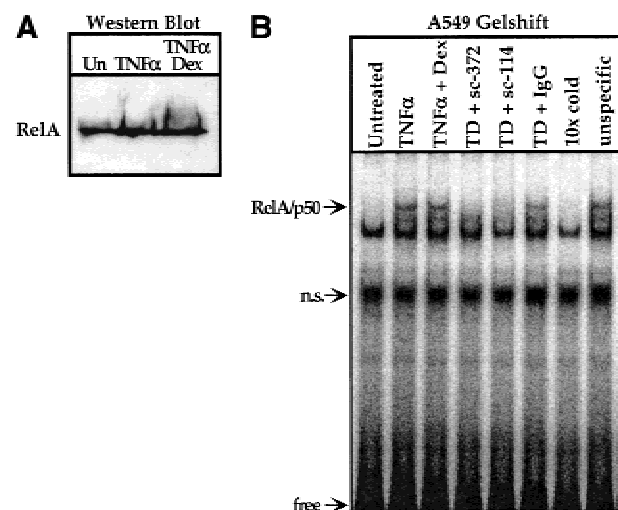 A
Western Blot
TNFα
Un TNFα Dex
RelA
B
A549 Gelshift
Untreated
TNFα
TNFα + Dex
TD + sc-372
TD + sc-114
TD + IgG
10x cold
unspecific
RelA/p50
n.s.
free